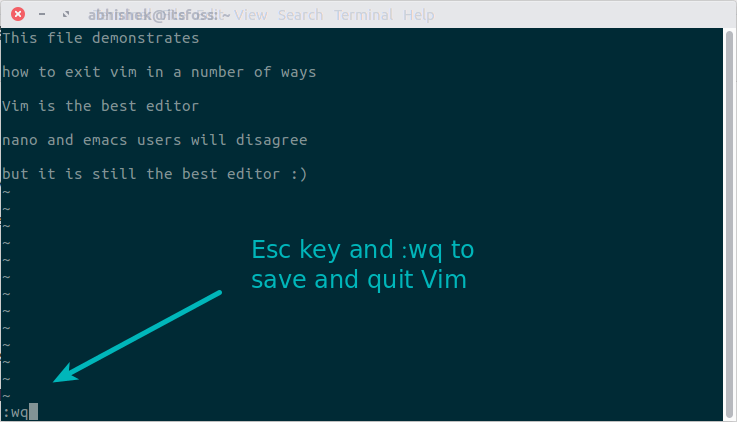 abhishek@itsfoss: ~
File Edit View Search Terminal Help
This file demonstrates
how to exit vim in a number of ways
Vim is the best editor
nano and emacs users will disagree
but it is still the best editor :)
~
~
~
~
~
~
~
~
~
~
~
~
~
Esc key and :wq to
save and quit Vim
:wq